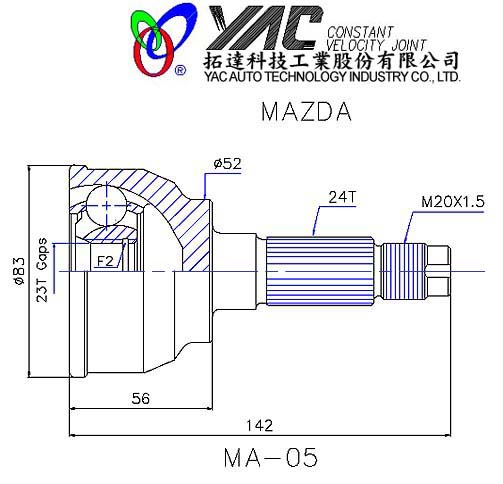 YAC CONSTANT
VELOCITY JOINT
®
拓達科技工業股份有限公司
YAC AUTO TECHNOLOGY INDUSTRY CO., LTD.
MAZDA
ø52
24T
M20X1.5
ø83
23T Gaps
F2
56
142
MA-05